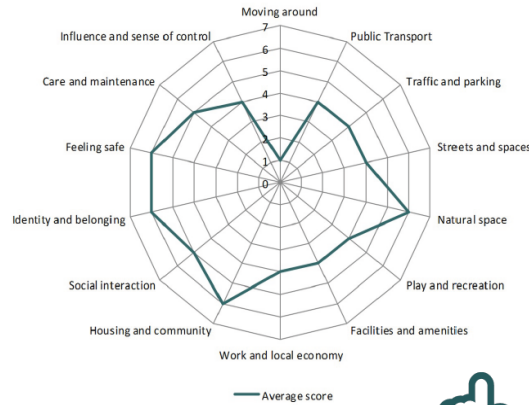 Moving around
7
Influence and sense of control
Public Transport
6
5
Care and maintenance
Traffic and parking
4
3
Feeling safe
Streets and spaces
2
1
0
Identity and belonging
Natural space
Social interaction
Play and recreation
Housing and community
Facilities and amenities
Work and local economy
Average score